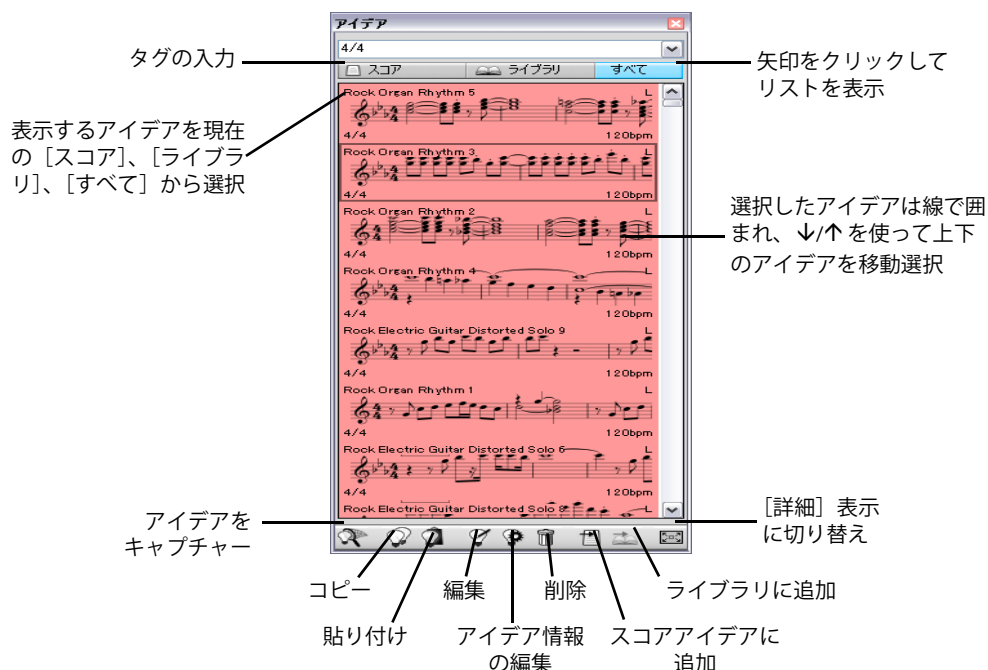 アイデア
4/4
スコア
ライブラリ
すべて
タグの入力
矢印をクリックして
リストを表示
表示するアイデアを現在
の［スコア］、［ライブラ
リ］、［すべて］から選択
選択したアイデアは線で囲
まれ、↓/↑ を使って上下
のアイデアを移動選択
Rock Organ Rhythm 5 L
4/4 120bpm
Rock Organ Rhythm 3 L
4/4 120bpm
Rock Organ Rhythm 2 L
4/4 120bpm
Rock Organ Rhythm 4 L
4/4 120bpm
Rock Electric Guitar Distorted Solo 9 L
4/4 120bpm
Rock Organ Rhythm 1 L
4/4 120bpm
Rock Electric Guitar Distorted Solo 6 L
4/4 120bpm
Rock Electric Guitar Distorted Solo 8 L
アイデアを
キャプチャー
［詳細］表示
に切り替え
コピー
編集
削除
ライブラリに追加
貼り付け
アイデア情報
の編集
スコアアイデアに
追加